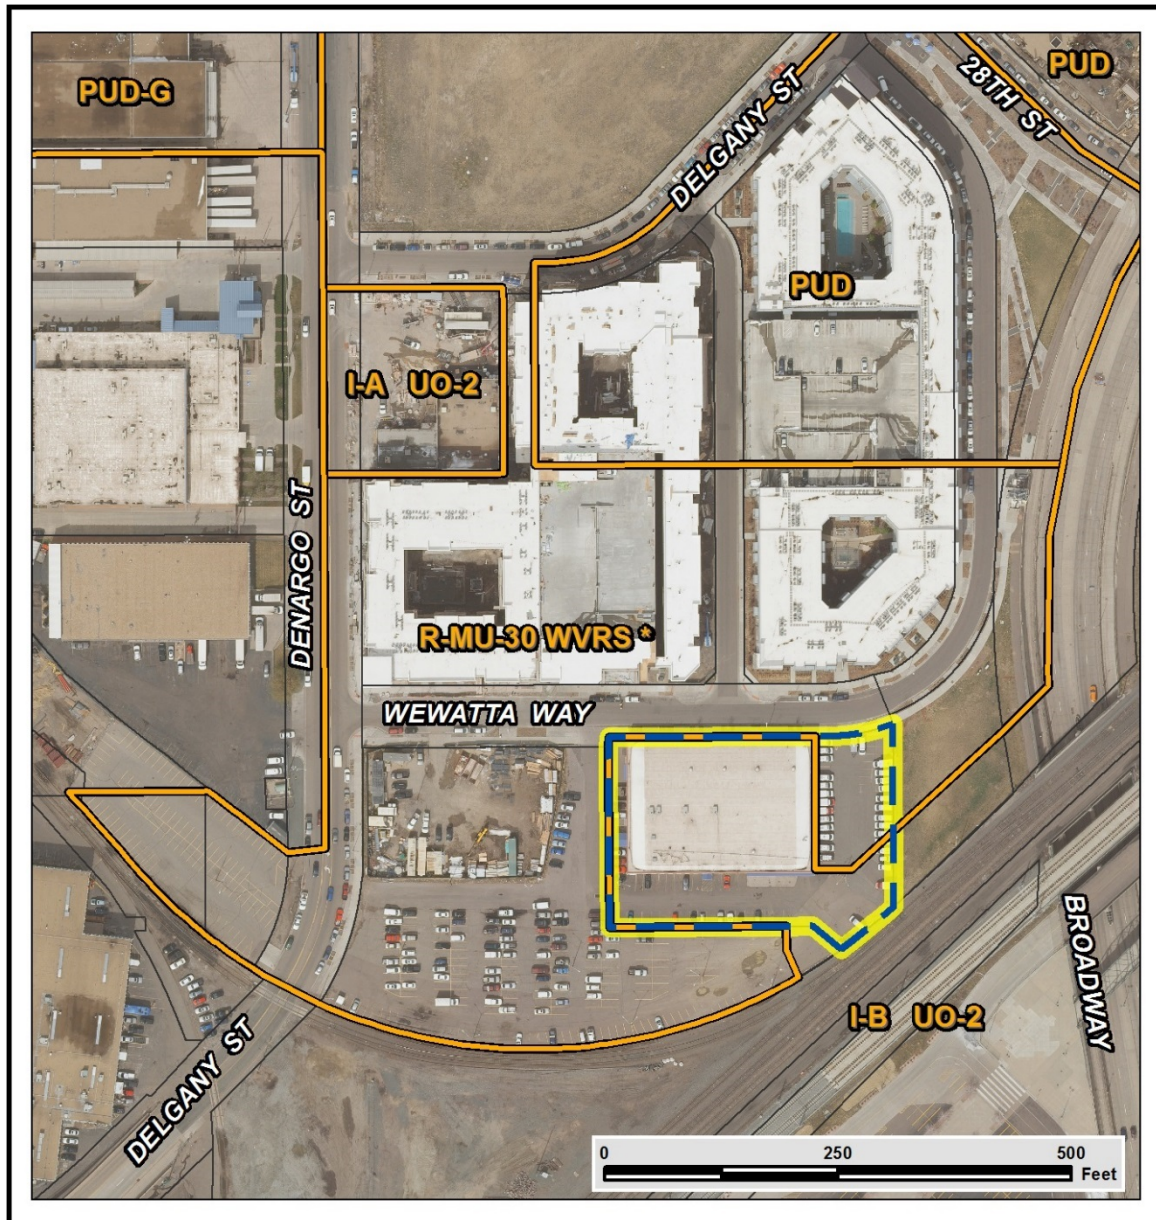 PUD-G
PUD
28TH ST
DELGANY ST
PUD
I-A UO-2
DENARGO ST
R-MU-30 WVRS *
WEWATTA WAY
BROADWAY
I-B UO-2
DELGANY ST
0 250 500
Feet